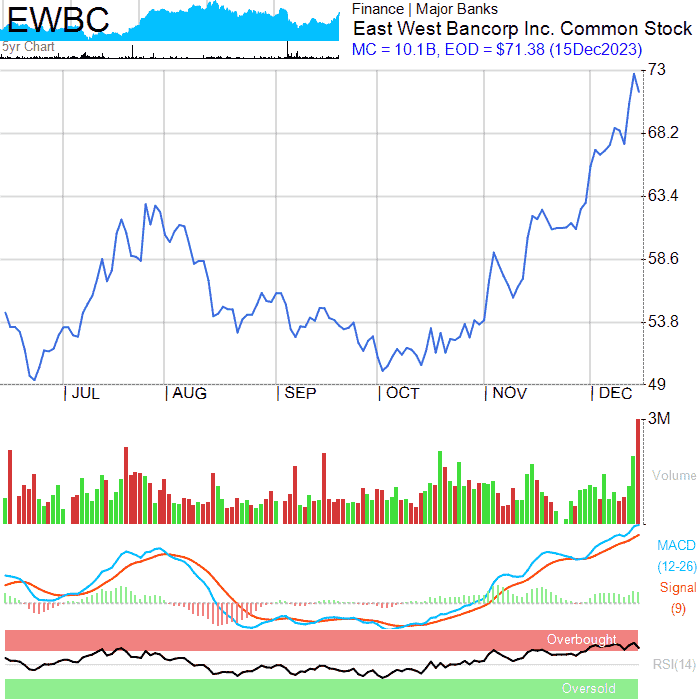 EWBC
5yr Chart
Finance | Major Banks
East West Bancorp Inc. Common Stock
MC = 10.1B, EOD = $71.38 (15Dec2023)
73
68.2
63.4
58.6
53.8
49
JUL AUG SEP OCT NOV DEC
3M
Volume
MACD
(12-26)
Signal
(9)
Overbought
RSI(14)
Oversold